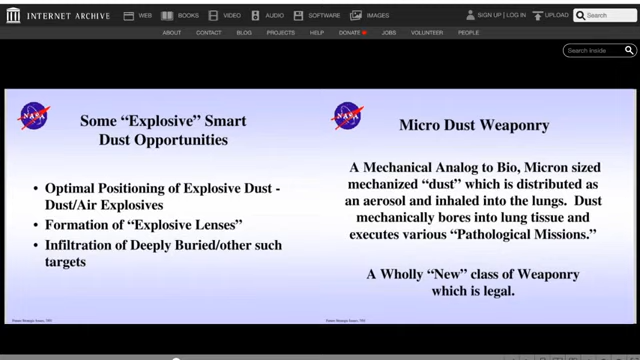 INTERNET ARCHIVE WEB BOOKS VIDEO AUDIO SOFTWARE IMAGES SIGN UP | LOG IN UPLOAD Search
ABOUT CONTACT BLOG PROJECTS HELP DONATE JOBS VOLUNTEER PEOPLE
Search Inside
NASA
Some “Explosive” Smart
Dust Opportunities
• Optimal Positioning of Explosive Dust -
Dust/Air Explosives
• Formation of “Explosive Lenses”
• Infiltration of Deeply Buried/other such
targets
NASA
Micro Dust Weaponry
A Mechanical Analog to Bio, Micron sized
mechanized “dust” which is distributed as
an aerosol and inhaled into the lungs. Dust
mechanically bores into lung tissue and
executes various “Pathological Missions.”
A Wholly “New” class of Weaponry
which is legal.